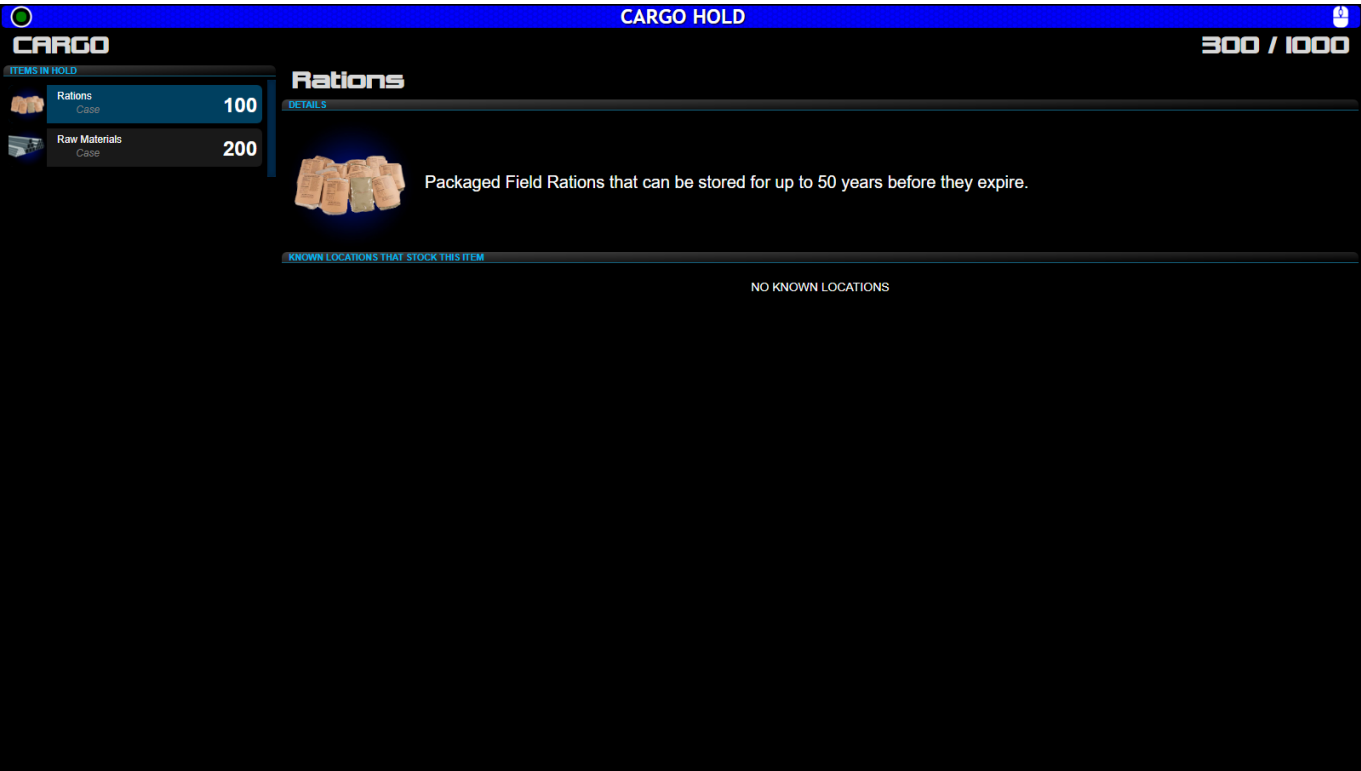 CARGO HOLD
CARGO
300 / 1000
ITEMS IN HOLD
Rations
Case
100
Raw Materials
Case
200
Rations
DETAILS
Packaged Field Rations that can be stored for up to 50 years before they expire.
KNOWN LOCATIONS THAT STOCK THIS ITEM
NO KNOWN LOCATIONS